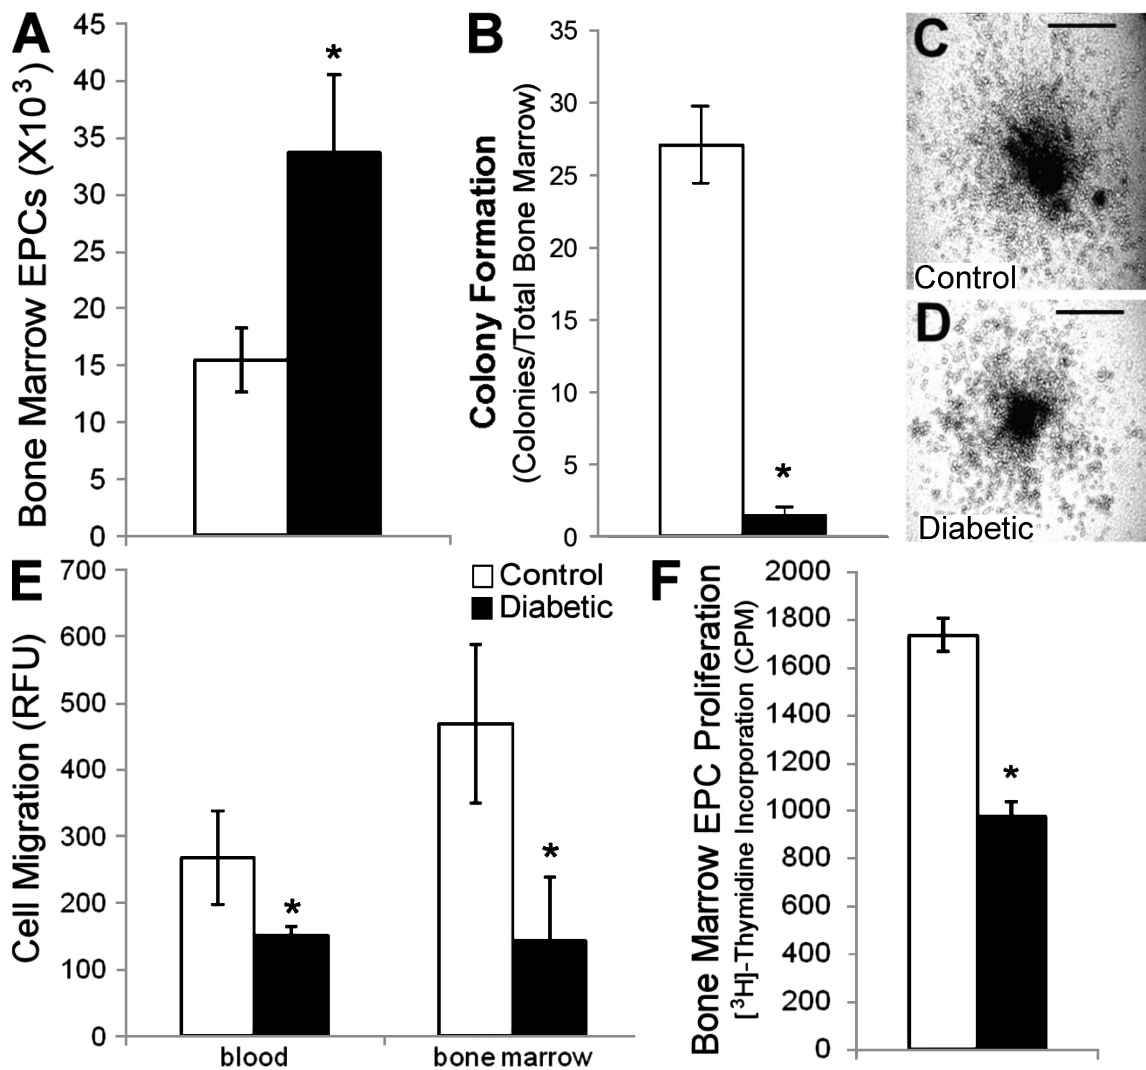 A
Bone Marrow EPCs (X10³)
45
40
35
30
25
20
15
10
5
0
*
B
Colony Formation
(Colonies/Total Bone Marrow)
35
30
25
20
15
10
5
0
*
C
Control
D
Diabetic
E
Cell Migration (RFU)
700
600
500
400
300
200
100
0
*
*
blood
bone marrow
Control
Diabetic
F
Bone Marrow EPC Proliferation
[³H]-Thymidine Incorporation (CPM)
2000
1800
1600
1400
1200
1000
800
600
400
200
0
*